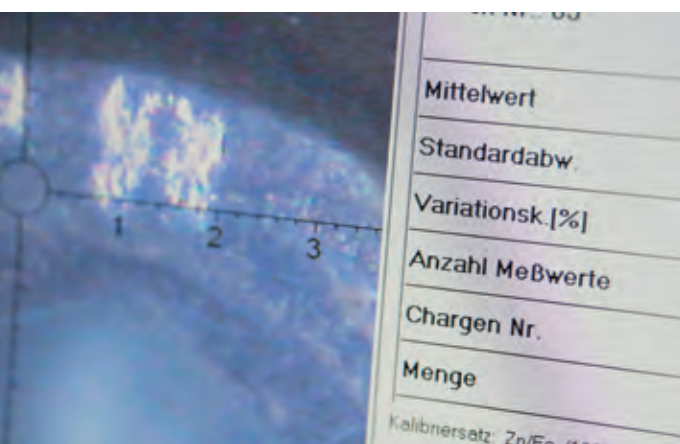 1 2 3
Mittelwert
Standardabw.
Variationsk.[%]
Anzahl Meßwerte
Chargen Nr.
Menge
Kalibriersatz: Zn/Fe